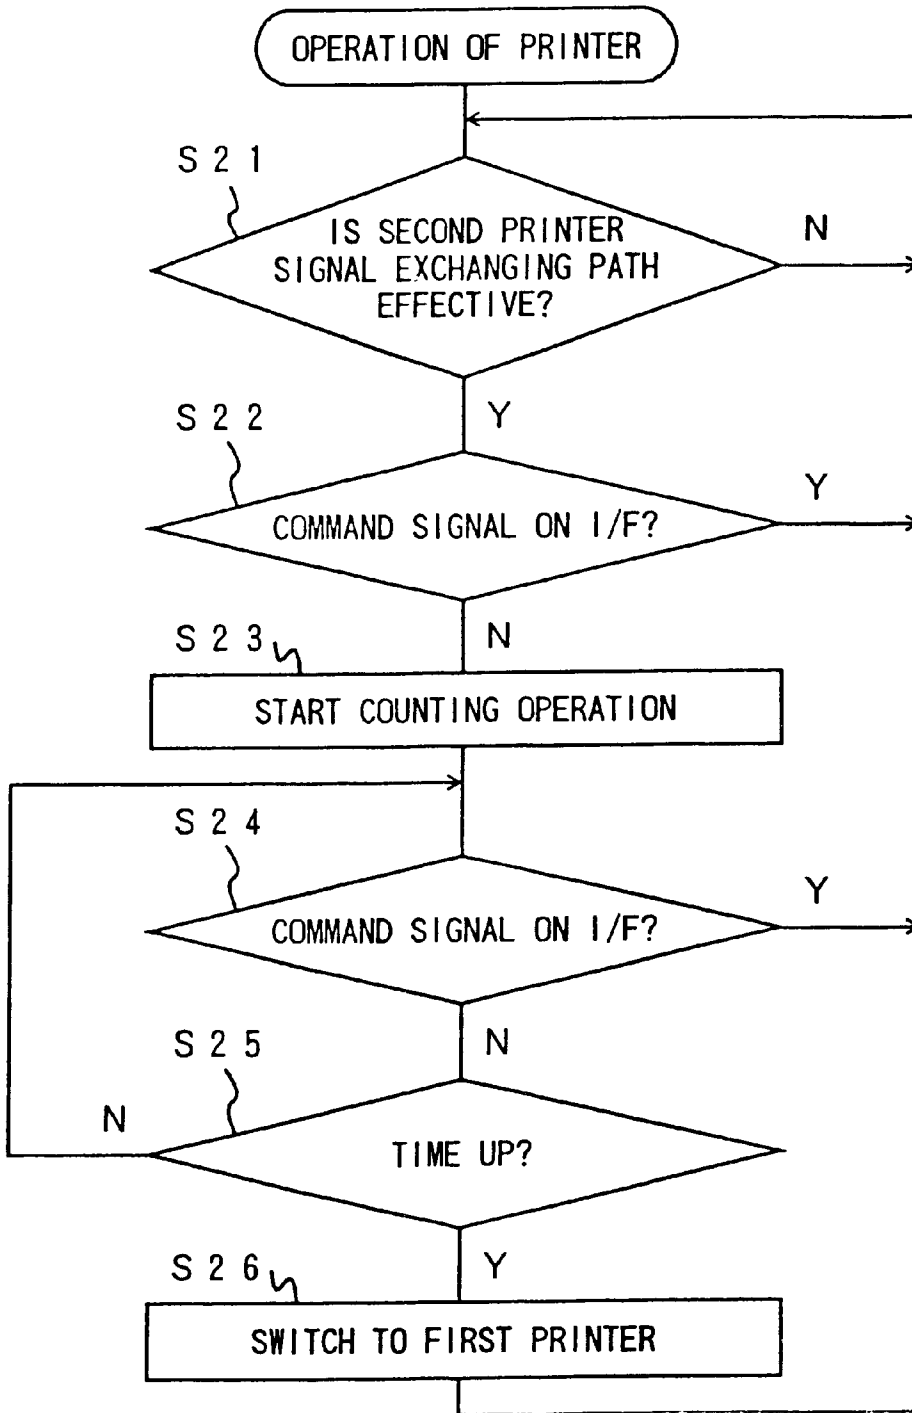 OPERATION OF PRINTER
S21
IS SECOND PRINTER
SIGNAL EXCHANGING PATH
EFFECTIVE?
N
Y
S22
COMMAND SIGNAL ON I/F?
Y
N
S23
START COUNTING OPERATION
S24
COMMAND SIGNAL ON I/F?
Y
N
S25
N
TIME UP?
Y
S26
SWITCH TO FIRST PRINTER